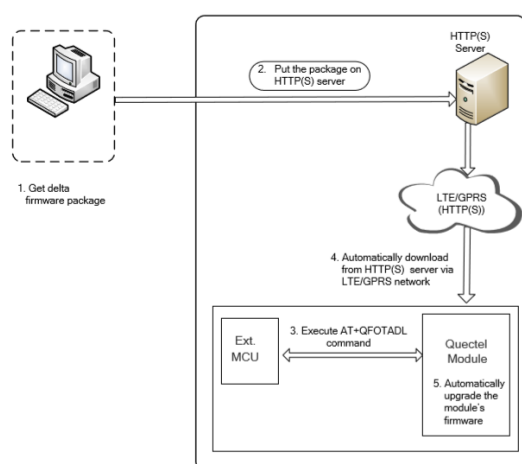 HTTP(S)
Server
2. Put the package on
HTTP(S) server
1. Get delta
firmware package
LTE/GPRS
(HTTP(S))
4. Automatically download
from HTTP(S) server via
LTE/GPRS network
3. Execute AT+QFOTADL
command
Ext.
MCU
Quectel
Module
5. Automatically
upgrade the
module's
firmware